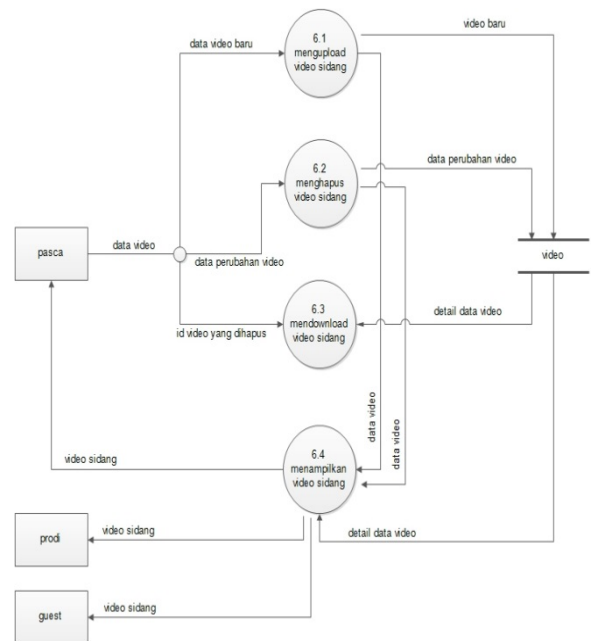 video baru
data video baru
6.1
mengupload
video sidang
6.2
menghapus
video sidang
data perubahan video
pasca
data video
data perubahan video
video
6.3
mendownload
video sidang
id video yang dihapus
detail data video
data video
data video
6.4
menampilkan
video sidang
video sidang
prodi
video sidang
detail data video
guest
video sidang